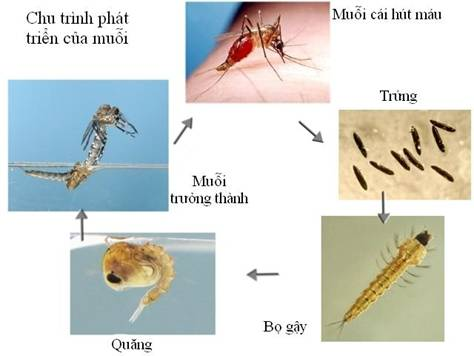 Chu trình phát
triển của muỗi
Muỗi cái hút máu
Trứng
Muỗi
trưởng thành
Bọ gậy
Quăng